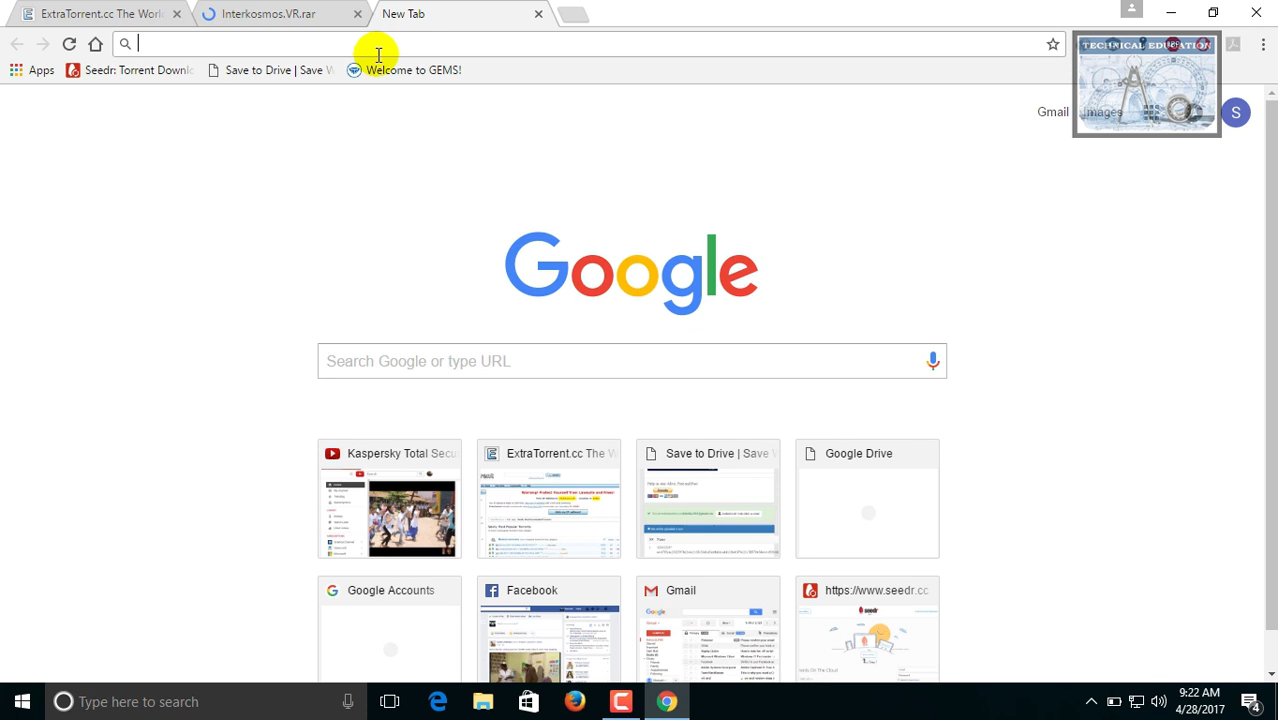 ExtraTorrent.cc The World
Interkosmos.VR.rar
New Tab
Apps
Seedr: Torrent Downl
Save to Drive | Save W
Welcome to GEMS!
TECHNICAL EDUCATION
Gmail
Images
S
Google
Search Google or type URL
Kaspersky Total Secu
ExtraTorrent.cc The W
Save to Drive | Save W
Google Drive
Google Accounts
Facebook
Gmail
https://www.seedr.cc
Type here to search
9:22 AM
4/28/2017
4